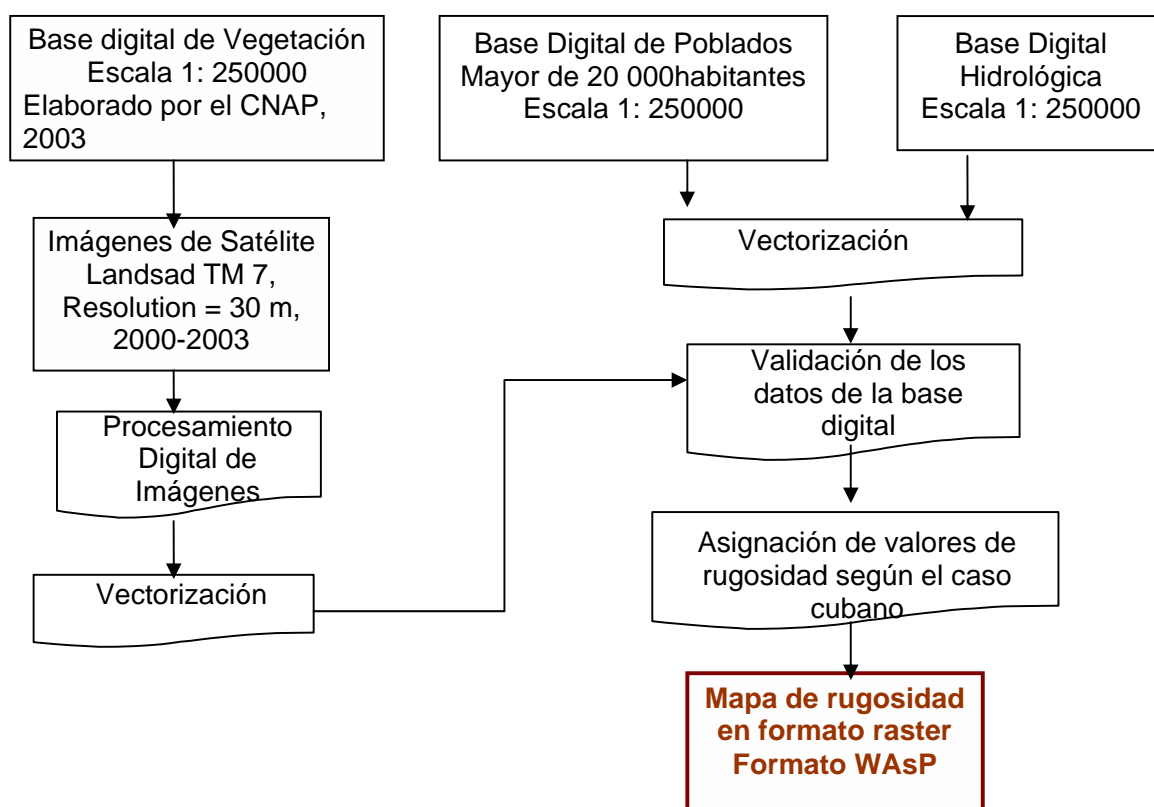 Base digital de Vegetación
Escala 1: 250000
Elaborado por el CNAP,
2003
Base Digital de Poblados
Mayor de 20 000habitantes
Escala 1: 250000
Base Digital
Hidrológica
Escala 1: 250000
Imágenes de Satélite
Landsad TM 7,
Resolution = 30 m,
2000-2003
Vectorización
Procesamiento
Digital de
Imágenes
Validación de los
datos de la base
digital
Vectorización
Asignación de valores de
rugosidad según el caso
cubano
Mapa de rugosidad
en formato raster
Formato WAsP